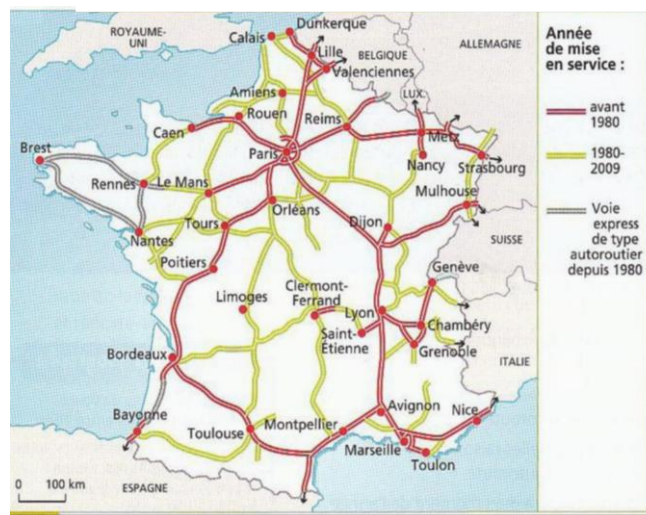 ROYAUME-
UNI
Dunkerque
Calais
Lille
BELGIQUE
ALLEMAGNE
Valenciennes
Amiens
LUX.
Rouen
Reims
Caen
Metz
Brest
Paris
Nancy
Strasbourg
Rennes
Le Mans
Mulhouse
Orléans
Tours
Dijon
Nantes
SUISSE
Poitiers
Genève
Limoges
Clermont-
Ferrand
Lyon
Chambéry
Saint-
Étienne
Grenoble
Bordeaux
ITALIE
Avignon
Bayonne
Nice
Toulouse
Montpellier
Marseille
Toulon
0 100 km
ESPAGNE
Année
de mise
en service :
avant
1980
1980-
2009
Voie
express
de type
autoroutier
depuis 1980